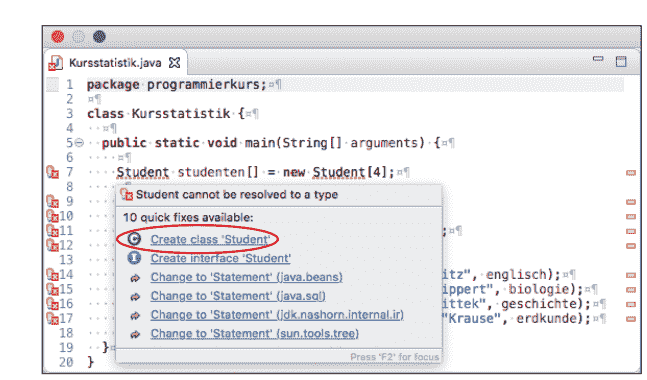 Kursstatistik.java
1 package programmierkurs;¤¶
2 ¤¶
3 class Kursstatistik {¤¶
4 ··¤¶
5 ··public static void main(String[] arguments) {¤¶
6 ····¤¶
7 ····Student studenten[] = new Student[4];¤¶
8 ····
Student cannot be resolved to a type
9 ····
10 quick fixes available:
10 ····
11 ···· ;¤¶
Create class 'Student'
12 ····
Create interface 'Student'
13 ····
14 ···· itz", englisch);¤¶
Change to 'Statement' (java.beans)
15 ···· ippert", biologie);¤¶
Change to 'Statement' (java.sql)
16 ···· ittek", geschichte);¤¶
Change to 'Statement' (jdk.nashorn.internal.ir)
17 ···· "Krause", erdkunde);¤¶
Change to 'Statement' (sun.tools.tree)
18 ····
19 ··}¤
Press 'F2' for focus
20 }